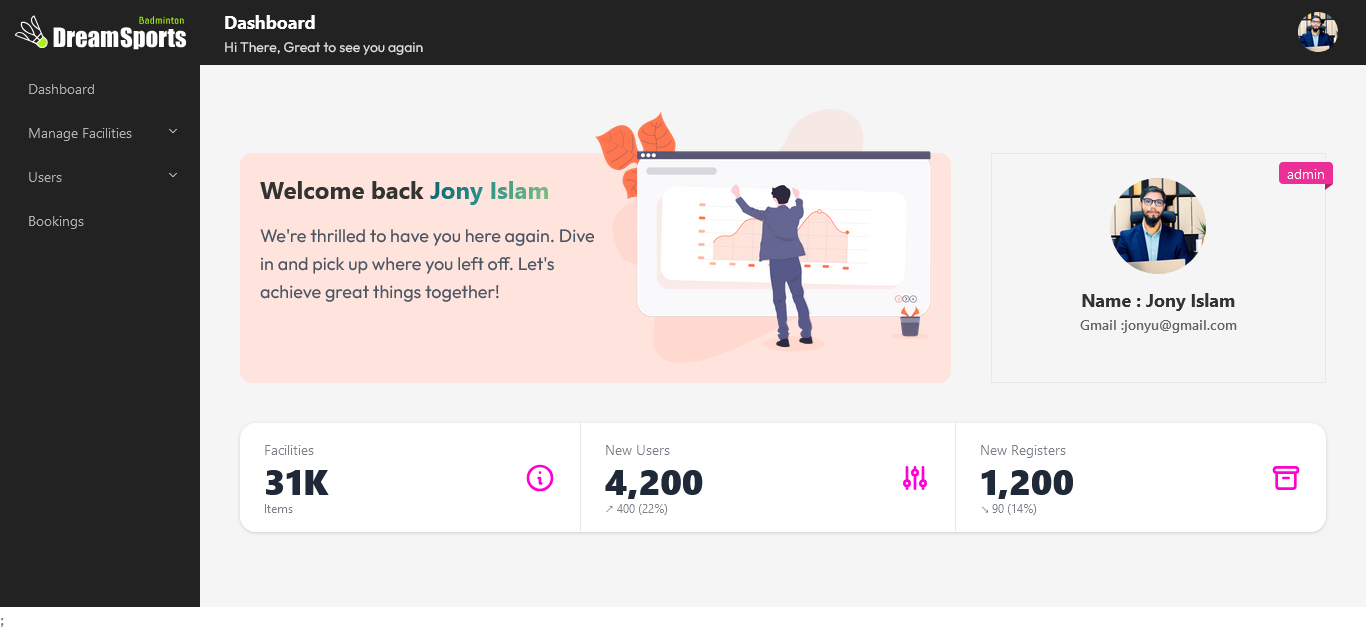 Badminton
DreamSports
Dashboard
Hi There, Great to see you again
Dashboard
Manage Facilities
Users
Bookings
Welcome back Jony Islam
We're thrilled to have you here again. Dive
in and pick up where you left off. Let's
achieve great things together!
admin
Name : Jony Islam
Gmail :jonyu@gmail.com
Facilities
31K
Items
New Users
4,200
↗︎ 400 (22%)
New Registers
1,200
↘︎ 90 (14%)
;